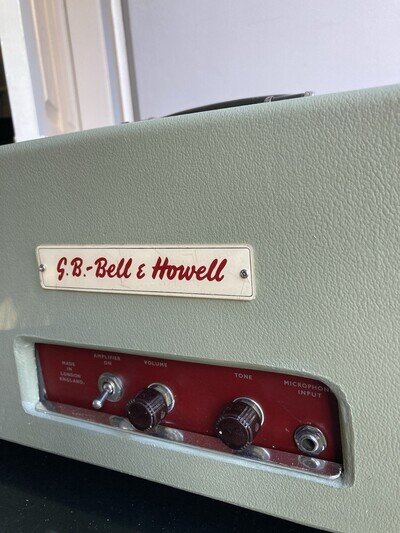 G.B.-Bell & Howell
MADE IN LONDON ENGLAND.
AMPLIFIER ON
VOLUME
TONE
MICROPHONE INPUT